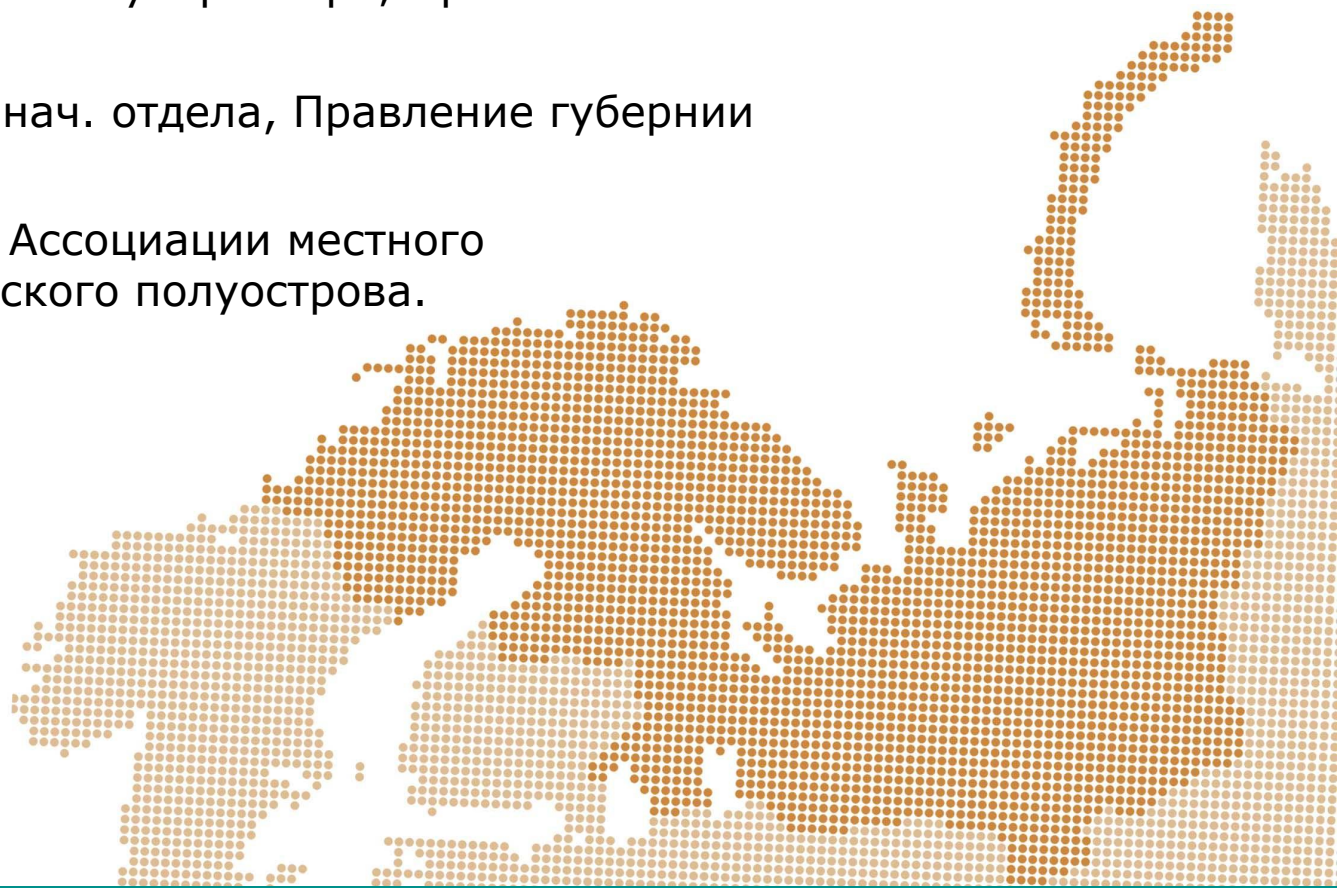 нач. отдела, Правление губернии
Ассоциации местного
ского полуострова.